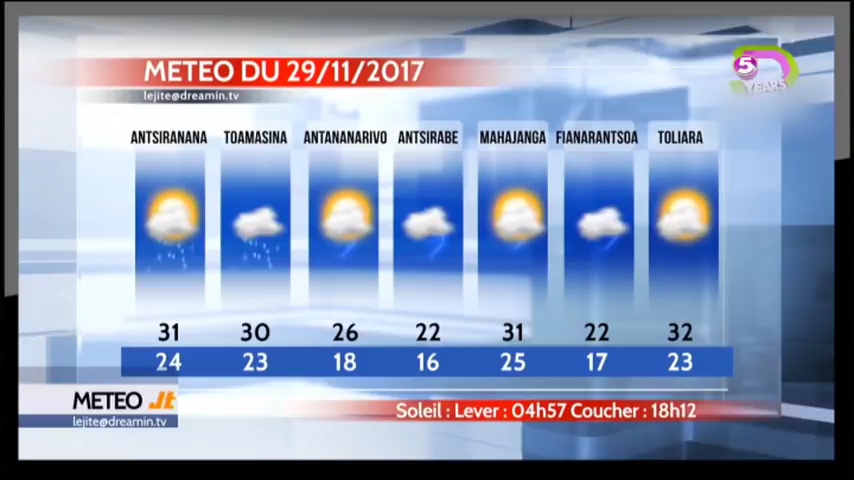 METEO DU 29/11/2017
lejite@dreamin.tv
5
YEARS
ANTSIRANANA TOAMASINA ANTANANARIVO ANTSIRABE MAHAJANGA FIANARANTSOA TOLIARA
31 30 26 22 31 22 32
24 23 18 16 25 17 23
METEO .Jt
lejite@dreamin.tv
Soleil : Lever : 04h57 Coucher : 18h12